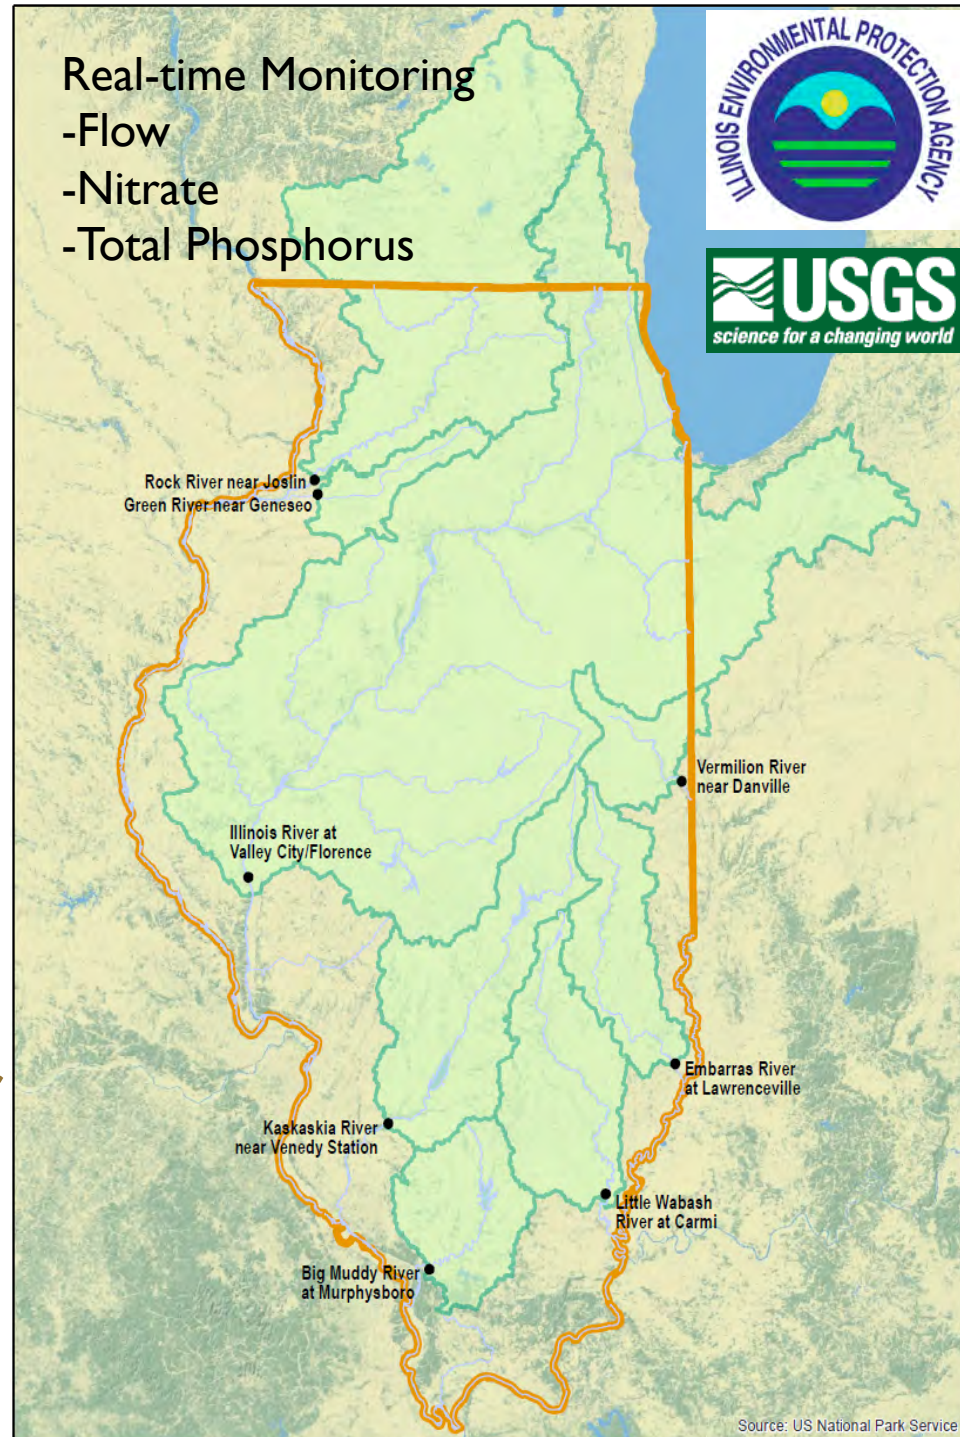 Real-time Monitoring
-Flow
-Nitrate
-Total Phosphorus
ILLINOIS ENVIRONMENTAL PROTECTION AGENCY
USGS
science for a changing world
Rock River near Joslin
Green River near Geneseo
Vermilion River
near Danville
Illinois River at
Valley City/Florence
Embarras River
at Lawrenceville
Kaskaskia River
near Venedy Station
Little Wabash
River at Carmi
Big Muddy River
at Murphysboro
Source: US National Park Service